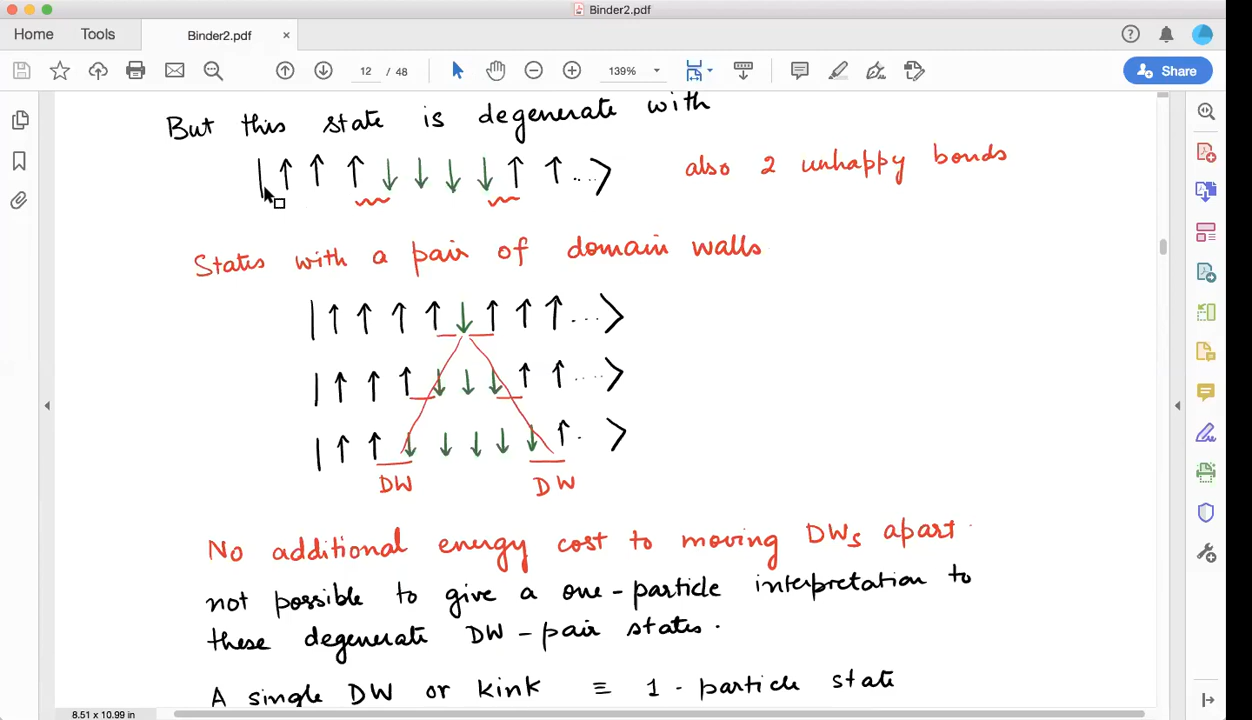 Binder2.pdf
Home Tools Binder2.pdf ×
12 / 48 139% Share
But this state is degenerate with
|↑ ↑ ↑ ↓ ↓ ↓ ↓ ↑ ↑ ...> also 2 unhappy bonds
States with a pair of domain walls
|↑ ↑ ↑ ↑ ↓ ↑ ↑ ↑ ...>
|↑ ↑ ↑ ↓ ↓ ↓ ↑ ↑ ...>
|↑ ↑ ↓ ↓ ↓ ↓ ↓ ↑ . >
DW DW
No additional energy cost to moving DWs apart.
not possible to give a one-particle interpretation to
these degenerate DW-pair states.
A single DW or kink ≡ 1-particle state
8.51 x 10.99 in